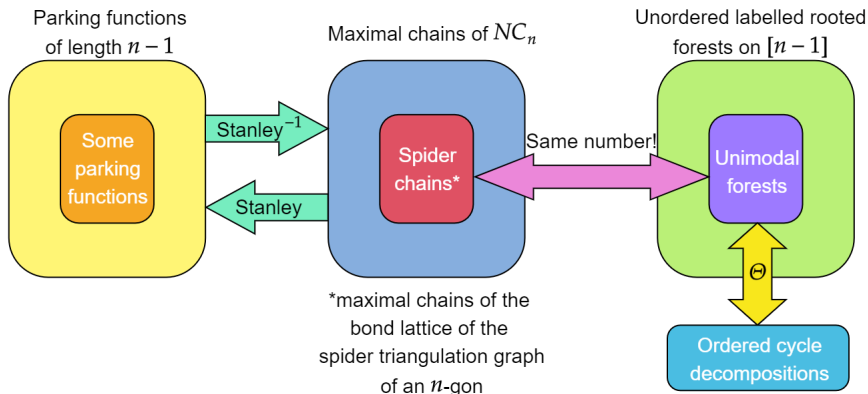 Parking functions
of length n − 1
Maximal chains of NCₙ
Unordered labelled rooted
forests on [n − 1]
Some
parking
functions
Stanley⁻¹
Stanley
Spider
chains*
Same number!
Unimodal
forests
Θ
*maximal chains of the
bond lattice of the
spider triangulation graph
of an n-gon
Ordered cycle
decompositions